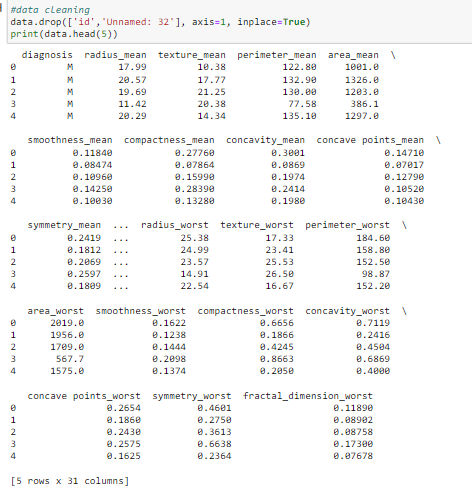 #data cleaning
data.drop(['id','Unnamed: 32'], axis=1, inplace=True)
print(data.head(5))
  diagnosis  radius_mean  texture_mean  perimeter_mean  area_mean  \
0         M        17.99         10.38          122.80     1001.0
1         M        20.57         17.77          132.90     1326.0
2         M        19.69         21.25          130.00     1203.0
3         M        11.42         20.38           77.58      386.1
4         M        20.29         14.34          135.10     1297.0
   smoothness_mean  compactness_mean  concavity_mean  concave points_mean  \
0          0.11840           0.27760          0.3001              0.14710
1          0.08474           0.07864          0.0869              0.07017
2          0.10960           0.15990          0.1974              0.12790
3          0.14250           0.28390          0.2414              0.10520
4          0.10030           0.13280          0.1980              0.10430
   symmetry_mean  ...  radius_worst  texture_worst  perimeter_worst  \
0         0.2419  ...         25.38          17.33           184.60
1         0.1812  ...         24.99          23.41           158.80
2         0.2069  ...         23.57          25.53           152.50
3         0.2597  ...         14.91          26.50            98.87
4         0.1809  ...         22.54          16.67           152.20
   area_worst  smoothness_worst  compactness_worst  concavity_worst  \
0      2019.0            0.1622             0.6656           0.7119
1      1956.0            0.1238             0.1866           0.2416
2      1709.0            0.1444             0.4245           0.4504
3       567.7            0.2098             0.8663           0.6869
4      1575.0            0.1374             0.2050           0.4000
   concave points_worst  symmetry_worst  fractal_dimension_worst
0                0.2654          0.4601                  0.11890
1                0.1860          0.2750                  0.08902
2                0.2430          0.3613                  0.08758
3                0.2575          0.6638                  0.17300
4                0.1625          0.2364                  0.07678
[5 rows x 31 columns]